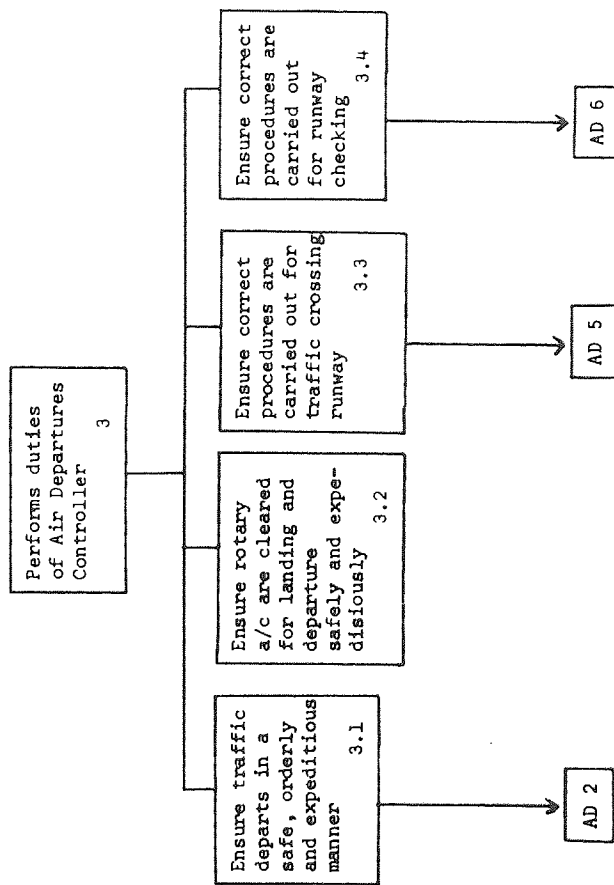 Performs duties
of Air Departures
Controller
3
Ensure traffic
departs in a
safe, orderly
and expeditious
manner
3.1
Ensure rotary
a/c are cleared
for landing and
departure
safely and expe-
disiously
3.2
Ensure correct
procedures are
carried out for
traffic crossing
runway
3.3
Ensure correct
procedures are
carried out
for runway
checking
3.4
AD 2
AD 5
AD 6